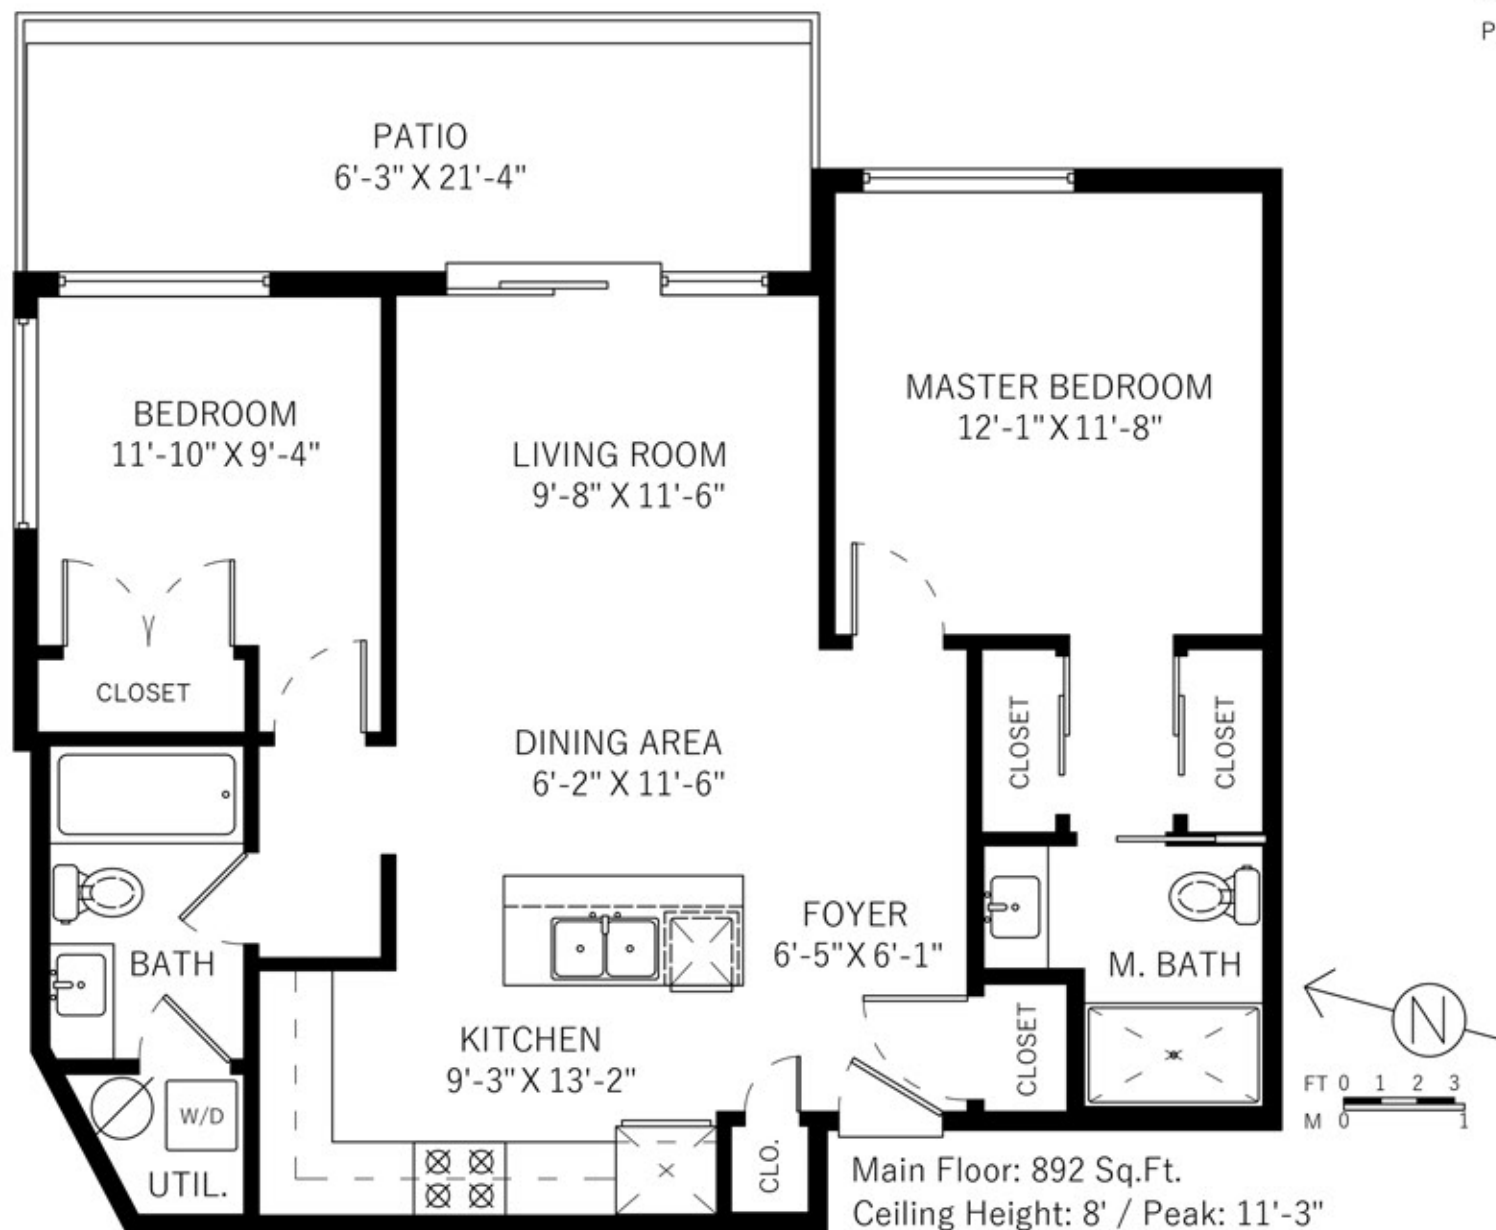 P
PATIO
6'-3" X 21'-4"
BEDROOM
11'-10" X 9'-4"
LIVING ROOM
9'-8" X 11'-6"
MASTER BEDROOM
12'-1" X 11'-8"
CLOSET
DINING AREA
6'-2" X 11'-6"
CLOSET
CLOSET
FOYER
6'-5" X 6'-1"
BATH
M. BATH
KITCHEN
9'-3" X 13'-2"
CLOSET
N
FT 0 1 2 3
M 0 1
W/D
UTIL.
CLO.
Main Floor: 892 Sq.Ft.
Ceiling Height: 8' / Peak: 11'-3"